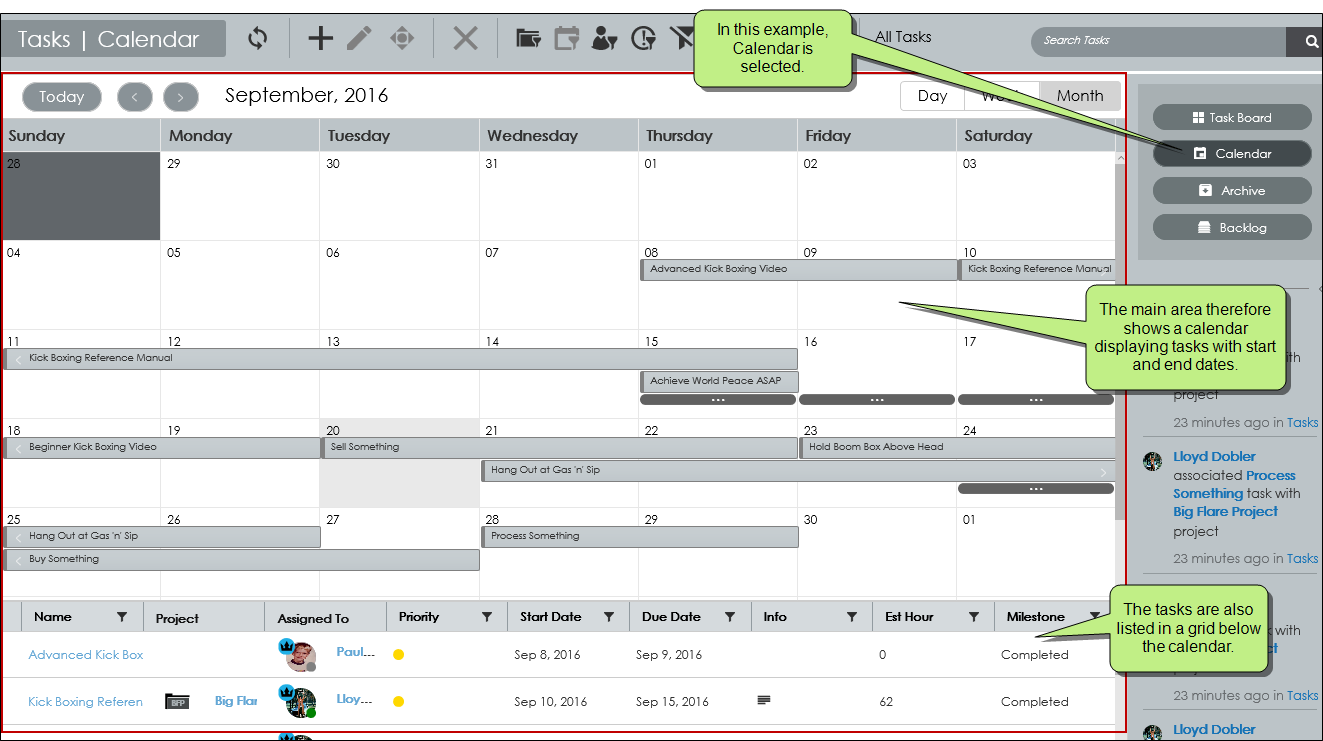 Tasks | Calendar
All Tasks
Search Tasks
In this example,
Calendar is
selected.
Today
<
>
September, 2016
Day
Month
Sunday
Monday
Tuesday
Wednesday
Thursday
Friday
Saturday
28
29
30
31
01
02
03
04
05
06
07
08
09
10
Advanced Kick Boxing Video
Kick Boxing Reference Manual
11
12
13
14
15
16
17
Kick Boxing Reference Manual
Achieve World Peace ASAP
...
...
...
18
19
20
21
22
23
24
Beginner Kick Boxing Video
Sell Something
Hold Boom Box Above Head
Hang Out at Gas 'n' Sip
...
25
26
27
28
29
30
01
Hang Out at Gas 'n' Sip
Process Something
Buy Something
Name
Project
Assigned To
Priority
Start Date
Due Date
Info
Est Hour
Milestone
Advanced Kick Box
Paul...
Sep 8, 2016
Sep 9, 2016
0
Completed
Kick Boxing Referen
BFP
Big Flar
Lloy...
Sep 10, 2016
Sep 15, 2016
62
Completed
Task Board
Calendar
Archive
Backlog
The main area therefore
shows a calendar
displaying tasks with start
and end dates.
project
23 minutes ago in Tasks
Lloyd Dobler
associated Process
Something task with
Big Flare Project
project
23 minutes ago in Tasks
The tasks are also
listed in a grid below
the calendar.
with
23 minutes ago in Tasks
Lloyd Dobler